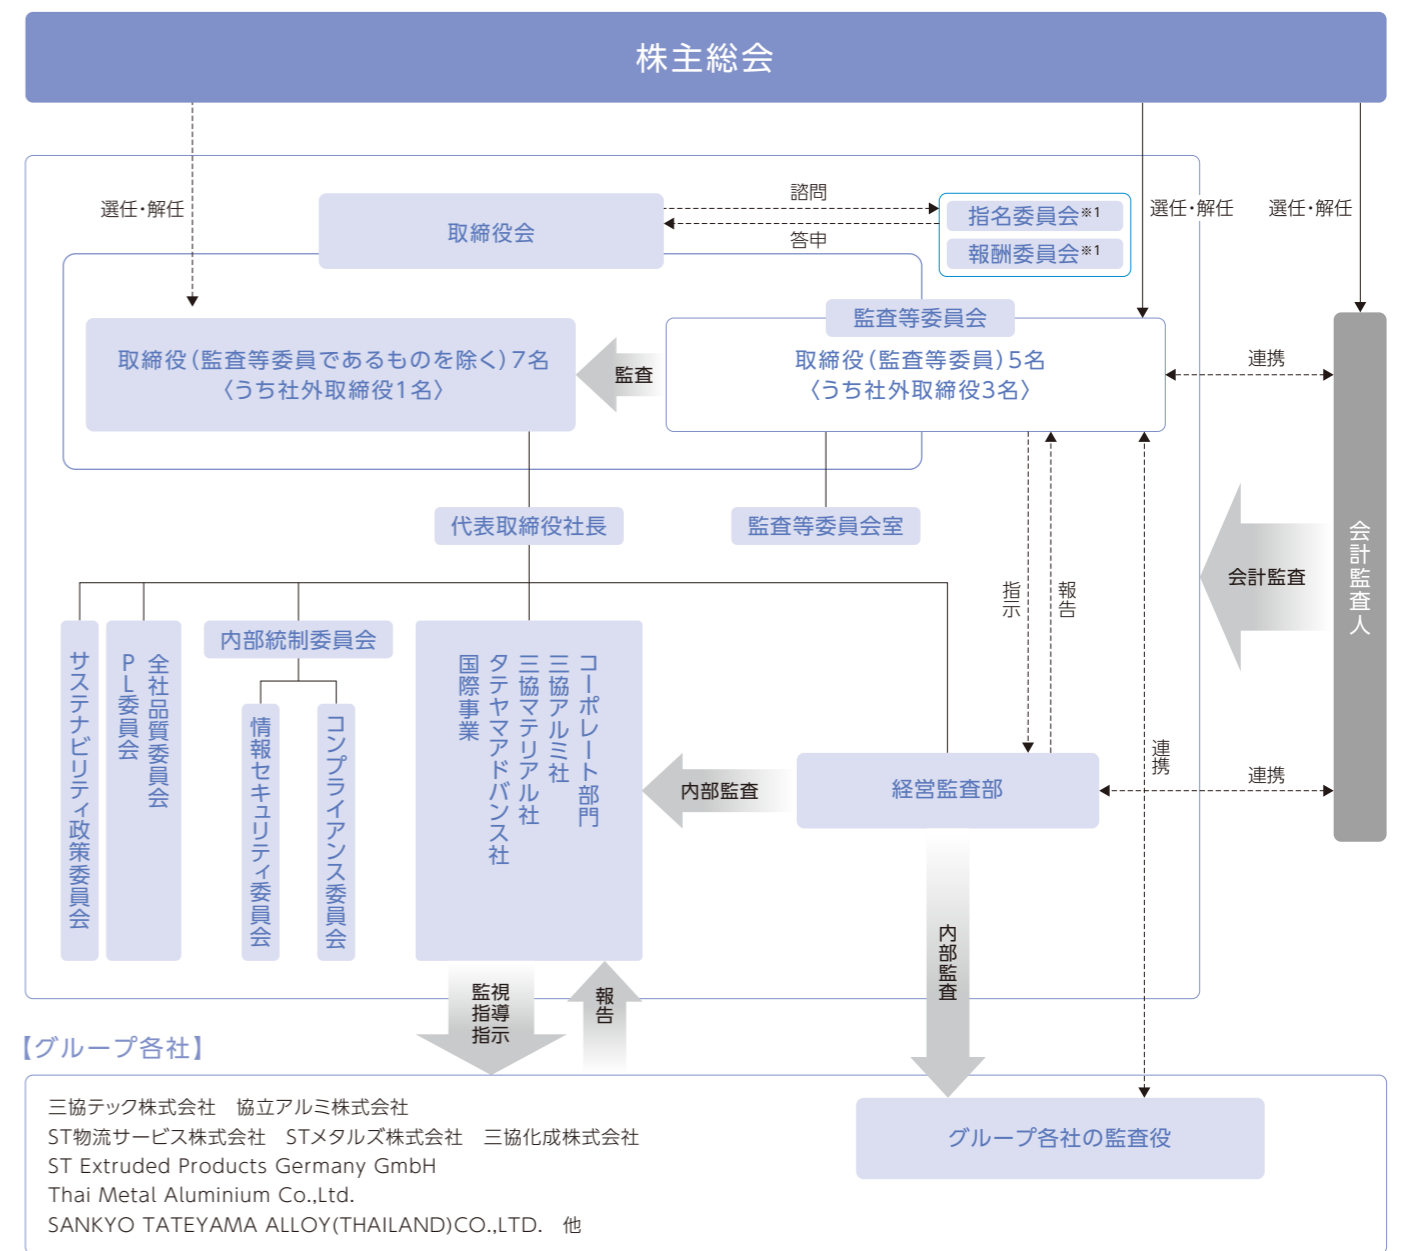 株主総会
選任・解任
取締役会
諮問
答申
指名委員会※1
報酬委員会※1
選任・解任
選任・解任
監査等委員会
取締役（監査等委員であるものを除く）7名
〈うち社外取締役1名〉
監査
取締役（監査等委員）5名
〈うち社外取締役3名〉
連携
代表取締役社長
監査等委員会室
指示
報告
会計監査
会計監査人
サステナビリティ政策委員会
全社品質委員会
PL委員会
内部統制委員会
情報セキュリティ委員会
コンプライアンス委員会
コーポレート部門
三協アルミ社
三協マテリアル社
タテヤマアドバンス社
国際事業
内部監査
経営監査部
連携
連携
内部監査
監視
指導
指示
報告
【グループ各社】
三協テック株式会社　協立アルミ株式会社
ST物流サービス株式会社　STメタルズ株式会社　三協化成株式会社
ST Extruded Products Germany GmbH
Thai Metal Aluminium Co.,Ltd.
SANKYO TATEYAMA ALLOY(THAILAND)CO.,LTD.　他
グループ各社の監査役